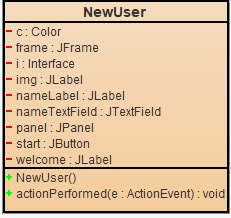 NewUser
- c : Color
- frame : JFrame
- i : Interface
- img : JLabel
- nameLabel : JLabel
- nameTextField : JTextField
- panel : JPanel
- start : JButton
- welcome : JLabel
+ NewUser()
+ actionPerformed(e : ActionEvent) : void